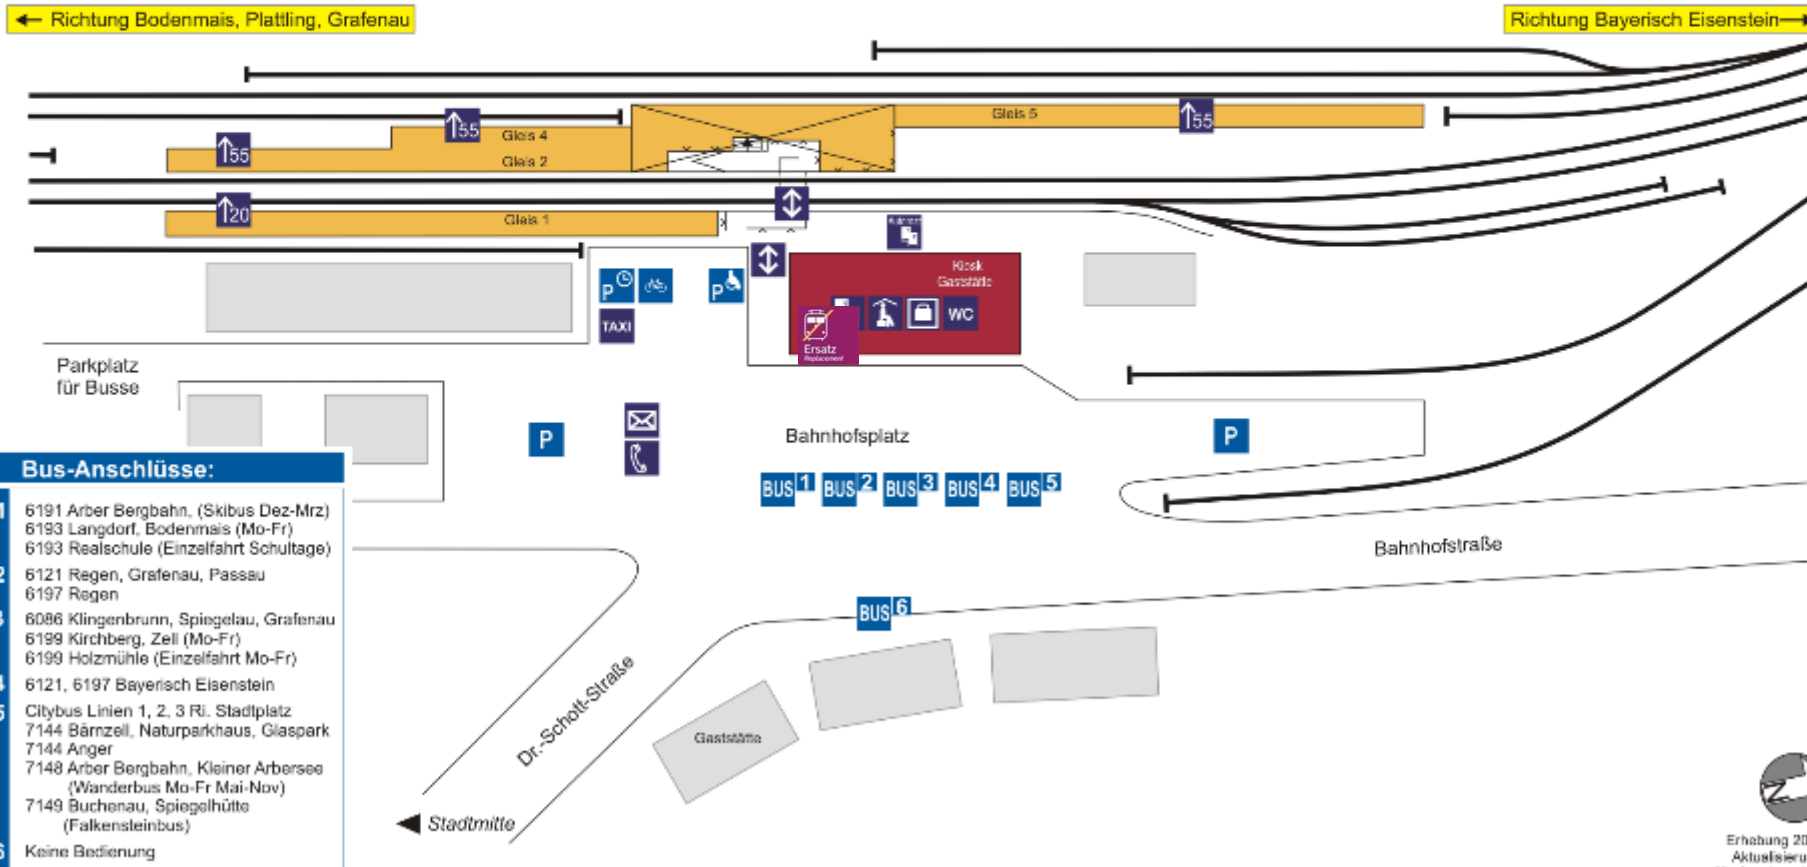 Richtung Bodenmais, Plattling, Grafenau
Richtung Bayerisch Eisenstein
Gleis 5
55
55
Gleis 4
55
Gleis 2
20
Gleis 1
Kiosk
Gaststätte
P
P
WC
TAXI
Ersatz
Replacement
Parkplatz
für Busse
P
Bahnhofsplatz
P
BUS 1
BUS 2
BUS 3
BUS 4
BUS 5
Bus-Anschlüsse:
1
6191 Arber Bergbahn, (Skibus Dez-Mrz)
6193 Langdorf, Bodenmais (Mo-Fr)
6193 Realschule (Einzelfahrt Schultage)
2
6121 Regen, Grafenau, Passau
6197 Regen
3
6086 Klingenbrunn, Spiegelau, Grafenau
6199 Kirchberg, Zell (Mo-Fr)
6199 Holzmühle (Einzelfahrt Mo-Fr)
4
6121, 6197 Bayerisch Eisenstein
5
Citybus Linien 1, 2, 3 Ri. Stadtplatz
7144 Bärnzell, Naturparkhaus, Glaspark
7144 Anger
7148 Arber Bergbahn, Kleiner Arbersee
(Wanderbus Mo-Fr Mai-Nov)
7149 Buchenau, Spiegelhütte
(Falkensteinbus)
6
Keine Bedienung
Bahnhofstraße
BUS 6
Dr.-Schott-Straße
Gaststätte
Stadtmitte
N
Erhebung 20